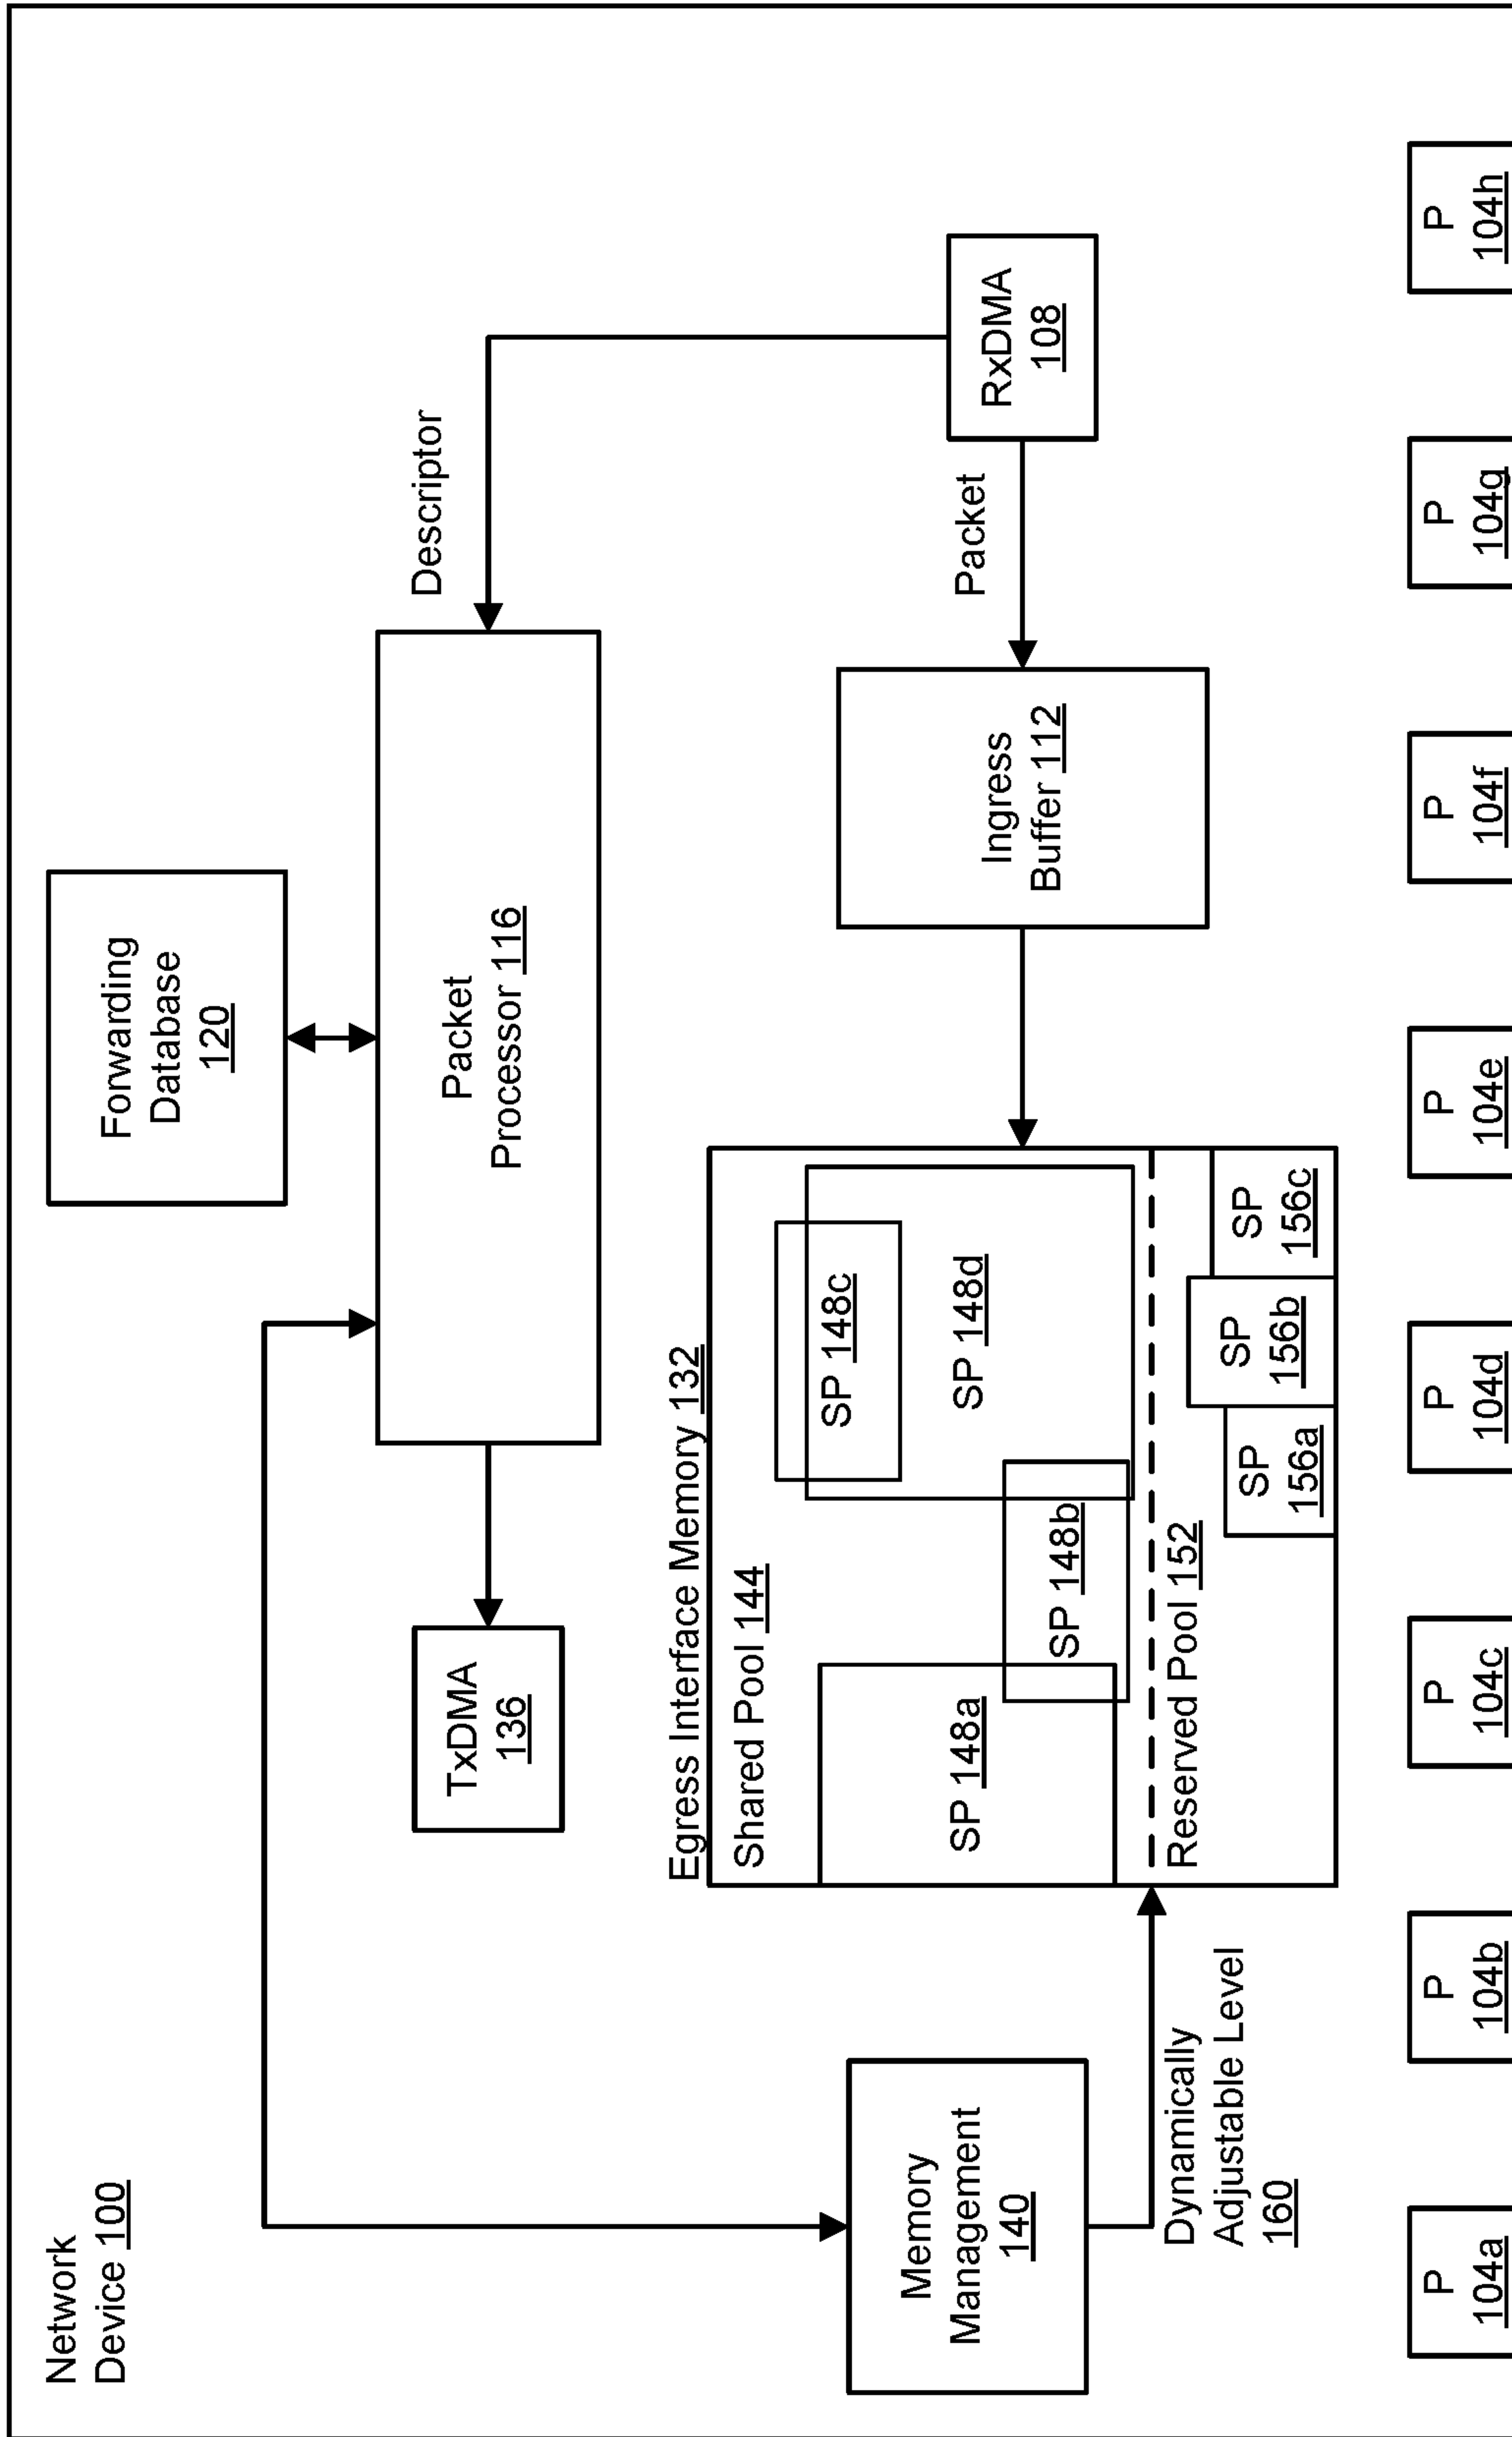 Network
Device 100
Forwarding
Database
120
Packet
Processor 116
Descriptor
TxDMA
136
Egress Interface Memory 132
Shared Pool 144
SP 148a
SP 148b
SP 148c
SP 148d
Reserved Pool 152
SP
156a
SP
156b
SP
156c
Memory
Management
140
Dynamically
Adjustable Level
160
Ingress
Buffer 112
Packet
RxDMA
108
P
104a
P
104b
P
104c
P
104d
P
104e
P
104f
P
104g
P
104h